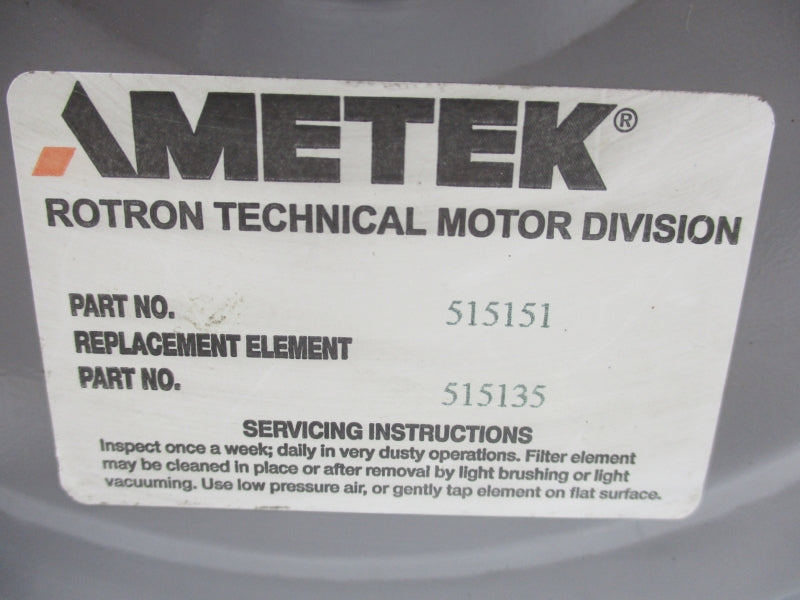 AMETEK®
ROTRON TECHNICAL MOTOR DIVISION
PART NO. 515151
REPLACEMENT ELEMENT
PART NO. 515135
SERVICING INSTRUCTIONS
Inspect once a week; daily in very dusty operations. Filter element
may be cleaned in place or after removal by light brushing or light
vacuuming. Use low pressure air, or gently tap element on flat surface.